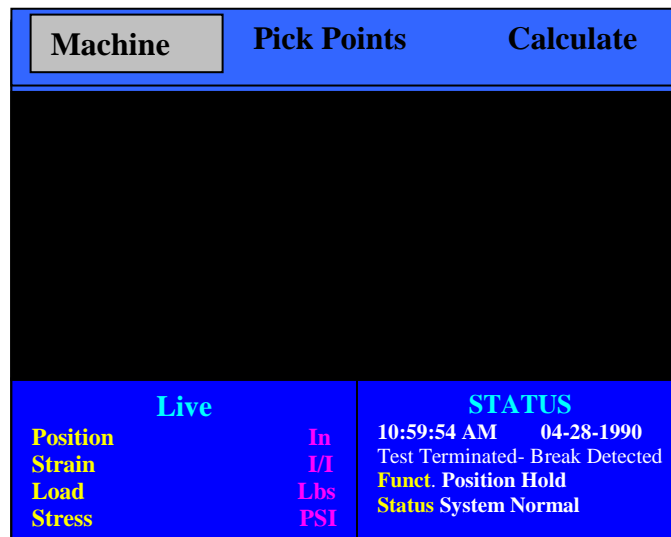 Machine Pick Points Calculate
Live
Position In
Strain I/I
Load Lbs
Stress PSI
STATUS
10:59:54 AM 04-28-1990
Test Terminated- Break Detected
Funct. Position Hold
Status System Normal